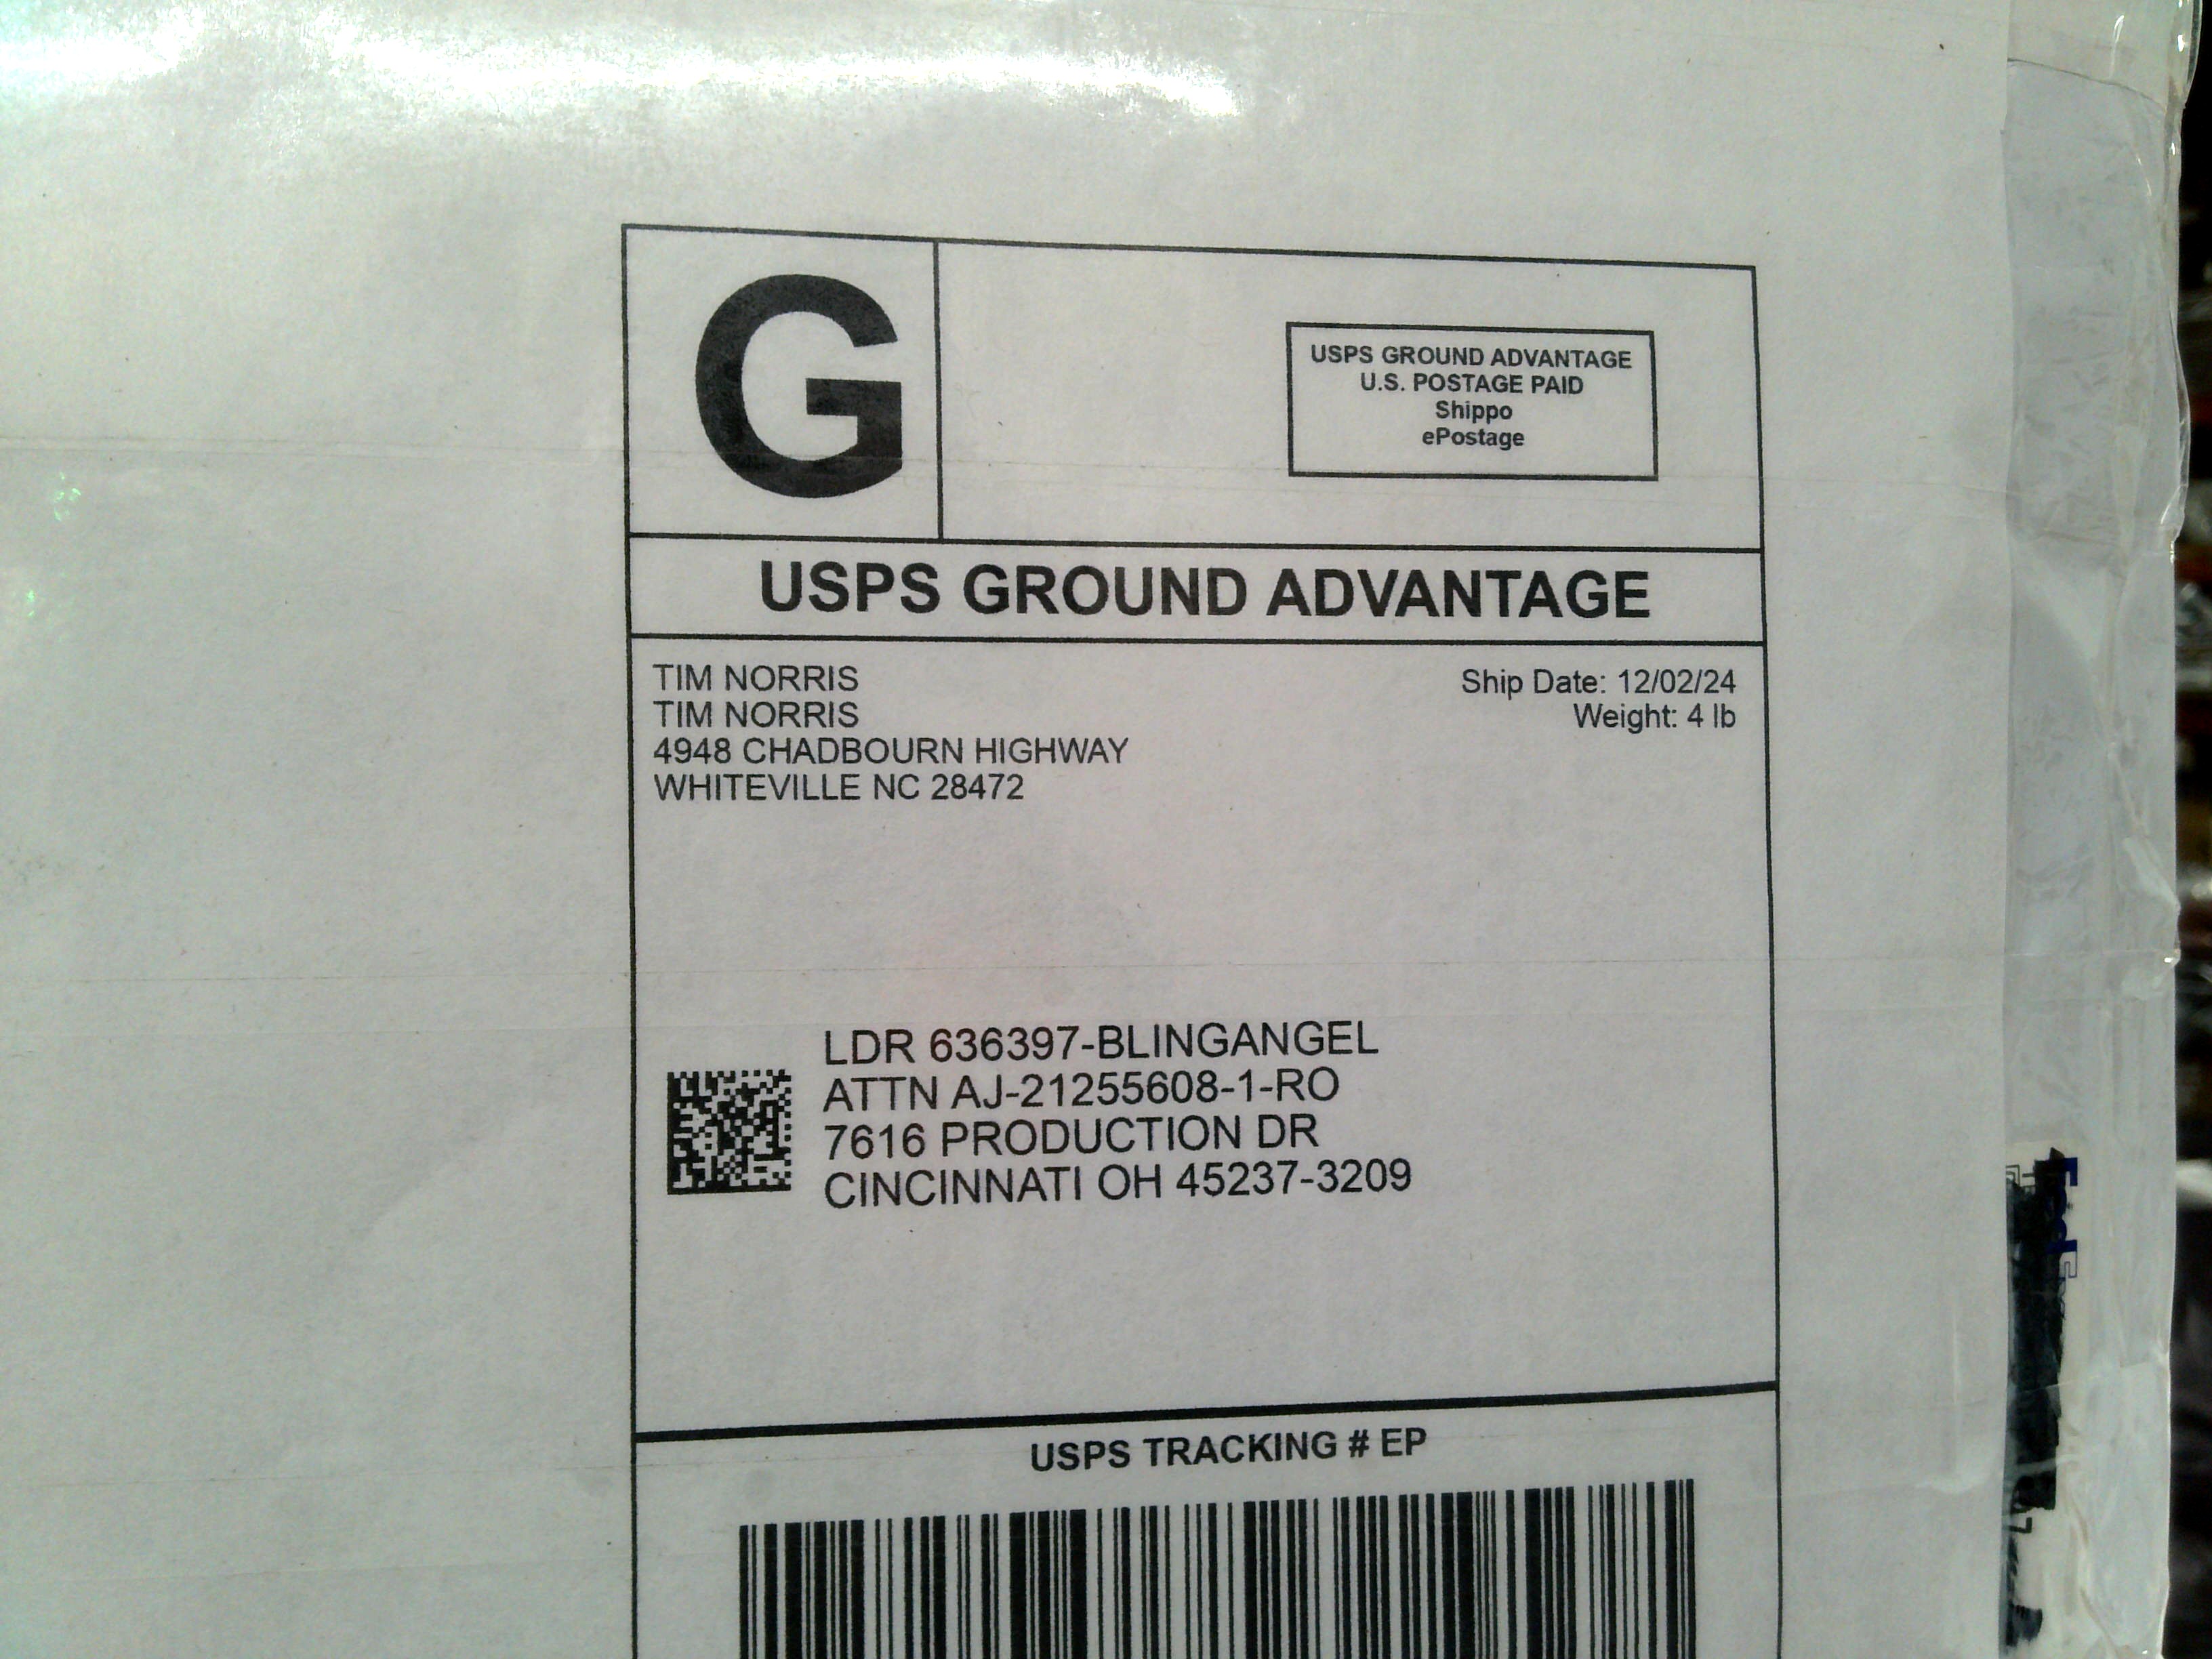 G
USPS GROUND ADVANTAGE
U.S. POSTAGE PAID
Shippo
ePostage
USPS GROUND ADVANTAGE
TIM NORRIS
TIM NORRIS
4948 CHADBOURN HIGHWAY
WHITEVILLE NC 28472
Ship Date: 12/02/24
Weight: 4 lb
LDR 636397-BLINGANGEL
ATTN AJ-21255608-1-RO
7616 PRODUCTION DR
CINCINNATI OH 45237-3209
USPS TRACKING # EP